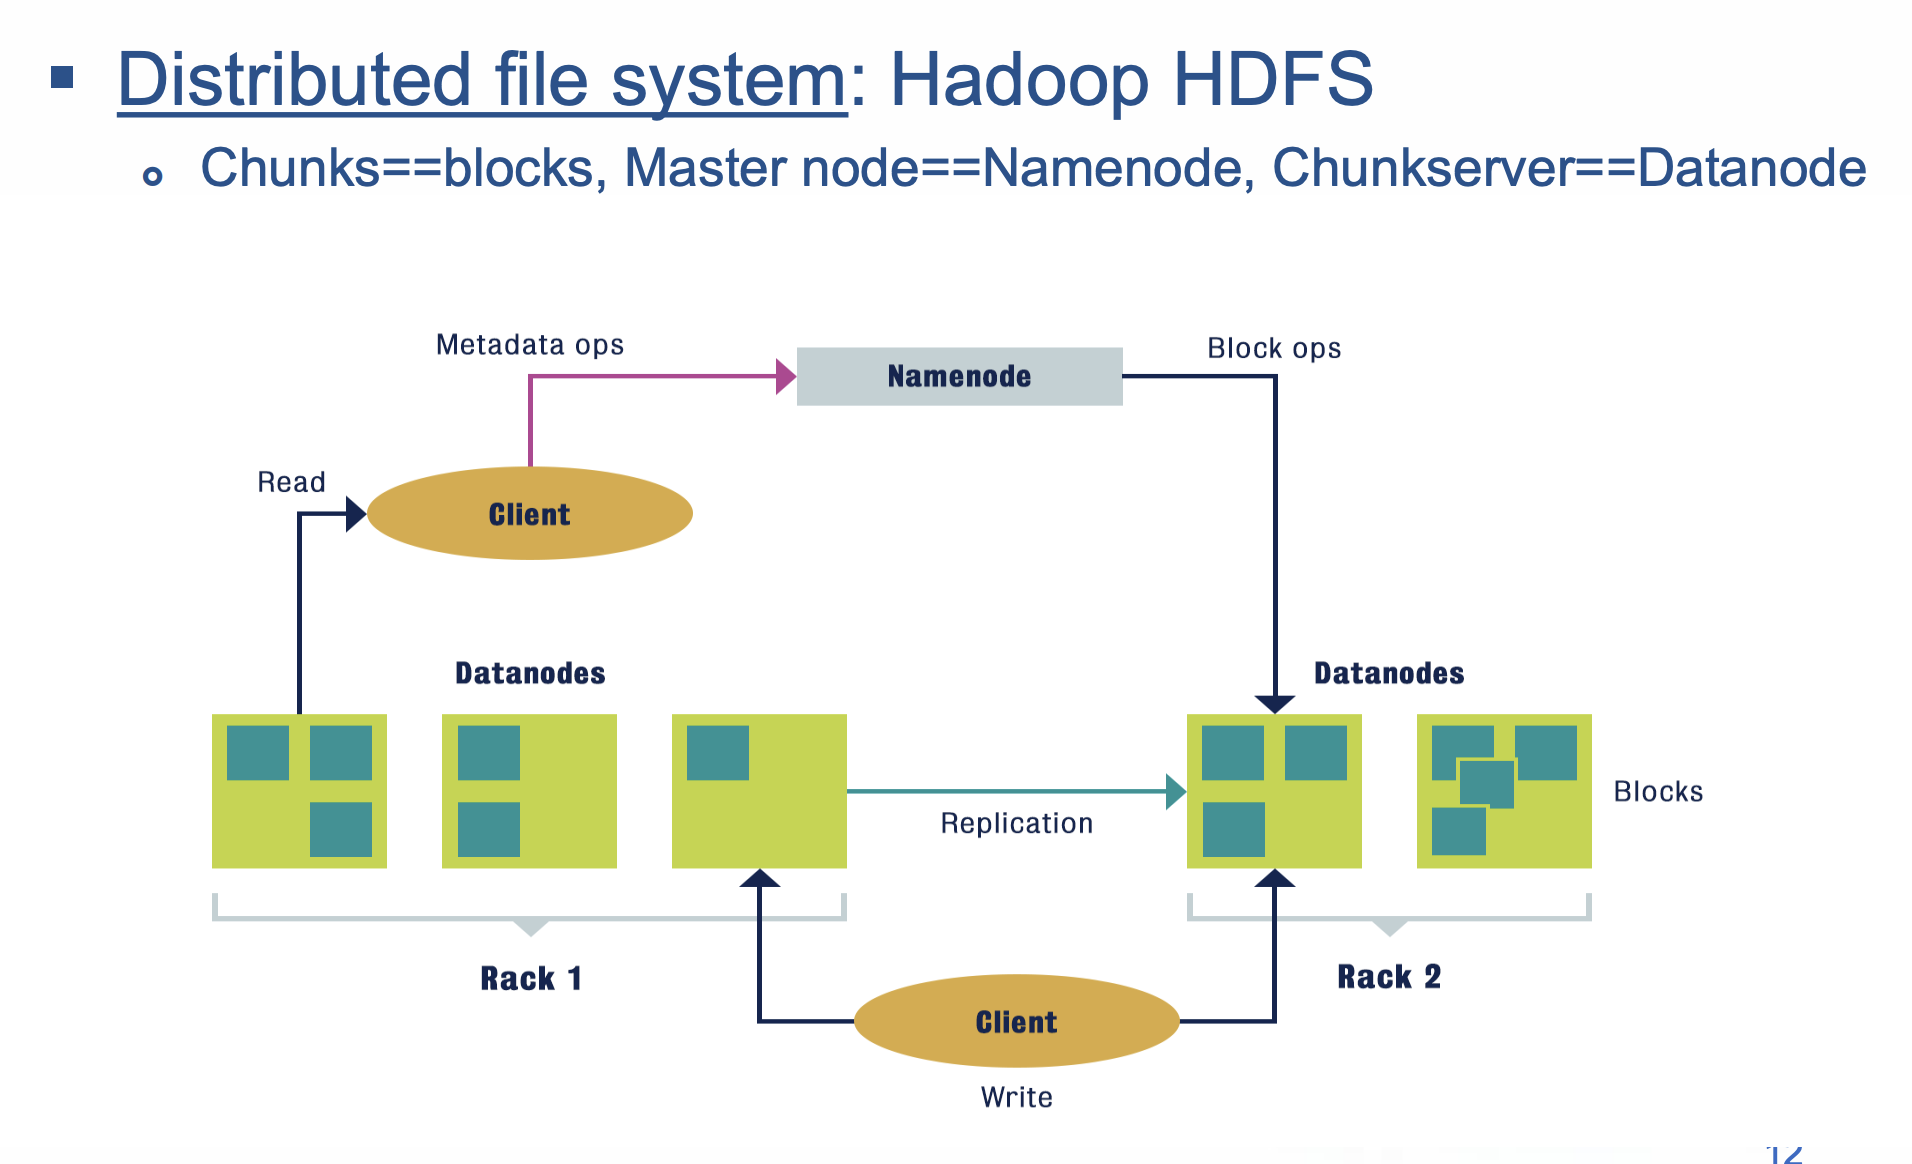 Distributed file system: Hadoop HDFS
Chunks==blocks, Master node==Namenode, Chunkserver==Datanode
Metadata ops
Namenode
Block ops
Read
Client
Datanodes
Datanodes
Blocks
Replication
Rack 1
Rack 2
Client
Write
12